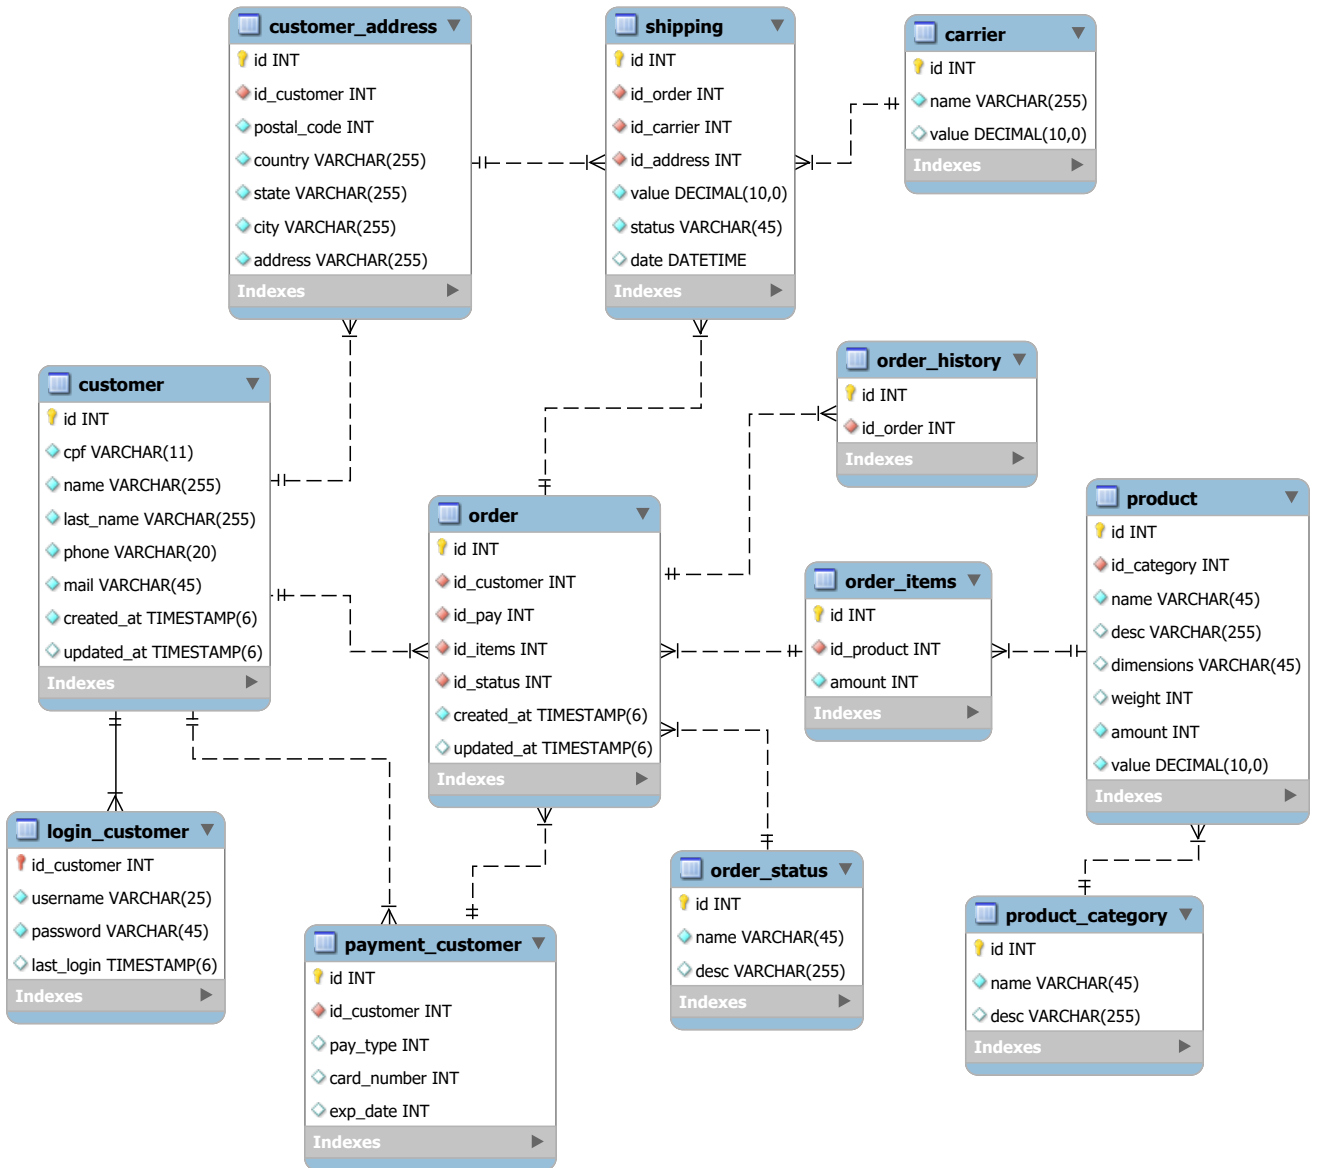 customer_address
id INT
id_customer INT
postal_code INT
country VARCHAR(255)
state VARCHAR(255)
city VARCHAR(255)
address VARCHAR(255)
Indexes
shipping
id INT
id_order INT
id_carrier INT
id_address INT
value DECIMAL(10,0)
status VARCHAR(45)
date DATETIME
Indexes
carrier
id INT
name VARCHAR(255)
value DECIMAL(10,0)
Indexes
customer
id INT
cpf VARCHAR(11)
name VARCHAR(255)
last_name VARCHAR(255)
phone VARCHAR(20)
mail VARCHAR(45)
created_at TIMESTAMP(6)
updated_at TIMESTAMP(6)
Indexes
order_history
id INT
id_order INT
Indexes
order
id INT
id_customer INT
id_pay INT
id_items INT
id_status INT
created_at TIMESTAMP(6)
updated_at TIMESTAMP(6)
Indexes
order_items
id INT
id_product INT
amount INT
Indexes
product
id INT
id_category INT
name VARCHAR(45)
desc VARCHAR(255)
dimensions VARCHAR(45)
weight INT
amount INT
value DECIMAL(10,0)
Indexes
login_customer
id_customer INT
username VARCHAR(25)
password VARCHAR(45)
last_login TIMESTAMP(6)
Indexes
payment_customer
id INT
id_customer INT
pay_type INT
card_number INT
exp_date INT
Indexes
order_status
id INT
name VARCHAR(45)
desc VARCHAR(255)
Indexes
product_category
id INT
name VARCHAR(45)
desc VARCHAR(255)
Indexes